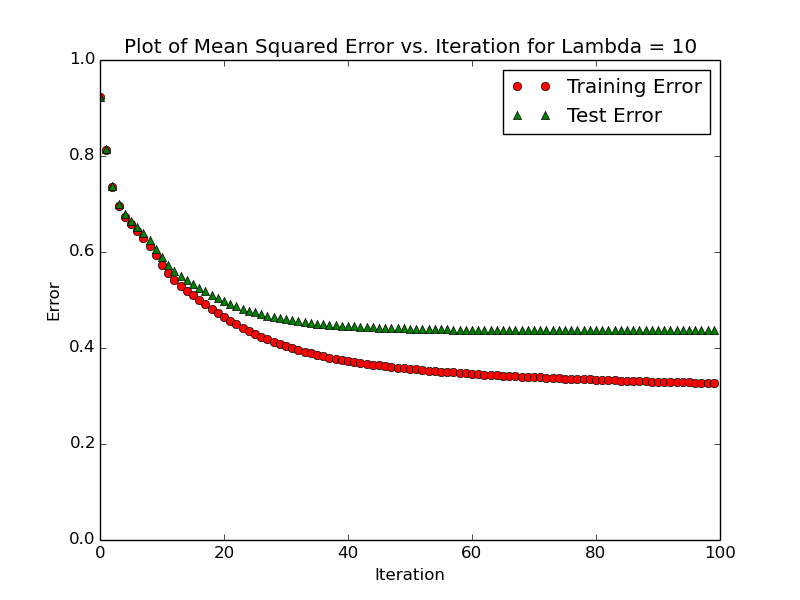 Plot of Mean Squared Error vs. Iteration for Lambda = 10
1.0
Training Error
Test Error
0.8
0.6
Error
0.4
0.2
0.0
0 20 40 60 80 100
Iteration